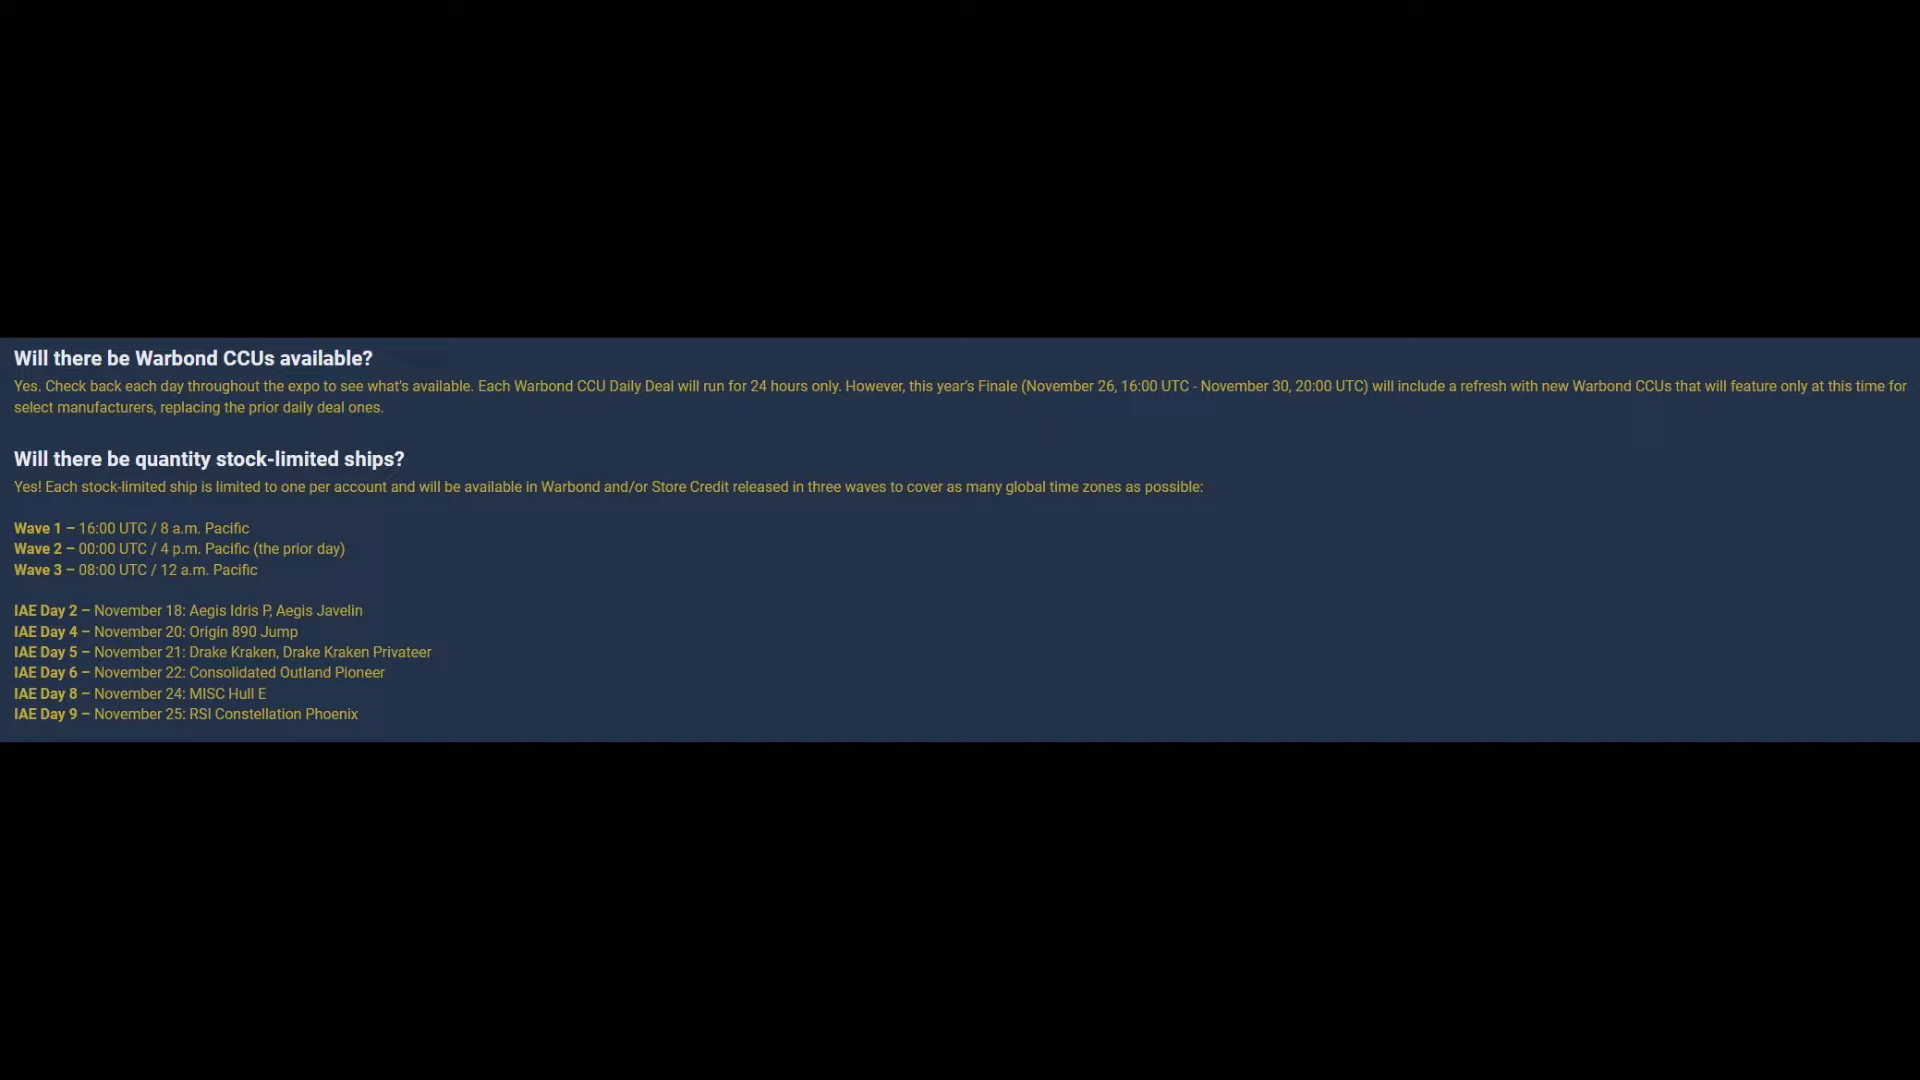 Will there be Warbond CCUs available?
Yes. Check back each day throughout the expo to see what's available. Each Warbond CCU Daily Deal will run for 24 hours only. However, this year's Finale (November 26, 16:00 UTC - November 30, 20:00 UTC) will include a refresh with new Warbond CCUs that will feature only at this time for
select manufacturers, replacing the prior daily deal ones.
Will there be quantity stock-limited ships?
Yes! Each stock-limited ship is limited to one per account and will be available in Warbond and/or Store Credit released in three waves to cover as many global time zones as possible:
Wave 1 – 16:00 UTC / 8 a.m. Pacific
Wave 2 – 00:00 UTC / 4 p.m. Pacific (the prior day)
Wave 3 – 08:00 UTC / 12 a.m. Pacific
IAE Day 2 – November 18: Aegis Idris P, Aegis Javelin
IAE Day 4 – November 20: Origin 890 Jump
IAE Day 5 – November 21: Drake Kraken, Drake Kraken Privateer
IAE Day 6 – November 22: Consolidated Outland Pioneer
IAE Day 8 – November 24: MISC Hull E
IAE Day 9 – November 25: RSI Constellation Phoenix